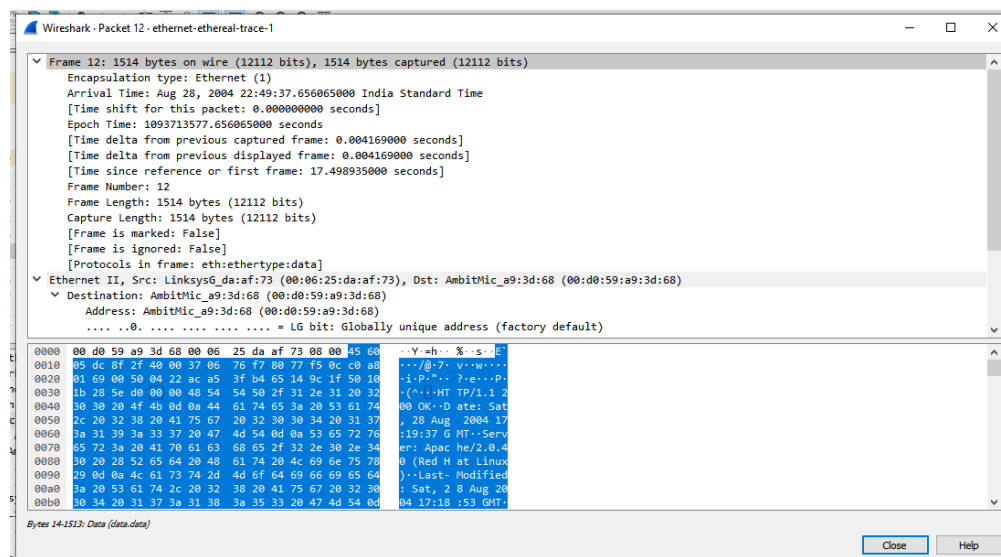 Wireshark · Packet 12 · ethernet-ethereal-trace-1
Frame 12: 1514 bytes on wire (12112 bits), 1514 bytes captured (12112 bits)
Encapsulation type: Ethernet (1)
Arrival Time: Aug 28, 2004 22:49:37.656065000 India Standard Time
[Time shift for this packet: 0.000000000 seconds]
Epoch Time: 1093713577.656065000 seconds
[Time delta from previous captured frame: 0.004169000 seconds]
[Time delta from previous displayed frame: 0.004169000 seconds]
[Time since reference or first frame: 17.498935000 seconds]
Frame Number: 12
Frame Length: 1514 bytes (12112 bits)
Capture Length: 1514 bytes (12112 bits)
[Frame is marked: False]
[Frame is ignored: False]
[Protocols in frame: eth:ethertype:data]
Ethernet II, Src: LinksysG_da:af:73 (00:06:25:da:af:73), Dst: AmbitMic_a9:3d:68 (00:d0:59:a9:3d:68)
Destination: AmbitMic_a9:3d:68 (00:d0:59:a9:3d:68)
Address: AmbitMic_a9:3d:68 (00:d0:59:a9:3d:68)
.... ..0. .... .... .... .... = LG bit: Globally unique address (factory default)
0000 00 d0 59 a9 3d 68 00 06 25 da af 73 08 00 45 60 ··Y·=h·· %··s··E`
0010 05 dc 8f 2f 40 00 37 06 76 f7 80 77 f5 0c c0 a8 ···/@·7· v··w····
0020 01 69 00 50 04 22 ac a5 3f b4 65 14 9c 1f 50 10 ·i·P·"·· ?·e···P·
0030 1b 28 5e d0 00 00 48 54 54 50 2f 31 2e 31 20 32 ·(^···HT TP/1.1 2
0040 30 30 20 4f 4b 0d 0a 44 61 74 65 3a 20 53 61 74 00 OK··D ate: Sat
0050 2c 20 32 38 20 41 75 67 20 32 30 30 34 20 31 37 , 28 Aug 2004 17
0060 3a 31 39 3a 33 37 20 47 4d 54 0d 0a 53 65 72 76 :19:37 G MT··Serv
0070 65 72 3a 20 41 70 61 63 68 65 2f 32 2e 30 2e 34 er: Apac he/2.0.4
0080 30 20 28 52 65 64 20 48 61 74 20 4c 69 6e 75 78 0 (Red H at Linux
0090 29 0d 0a 4c 61 73 74 2d 4d 6f 64 69 66 69 65 64 )··Last- Modified
00a0 3a 20 53 61 74 2c 20 32 38 20 41 75 67 20 32 30 : Sat, 2 8 Aug 20
00b0 30 34 20 31 37 3a 31 38 3a 35 33 20 47 4d 54 0d 04 17:18 :53 GMT·
Bytes 14-1513: Data (data.data)
Close Help